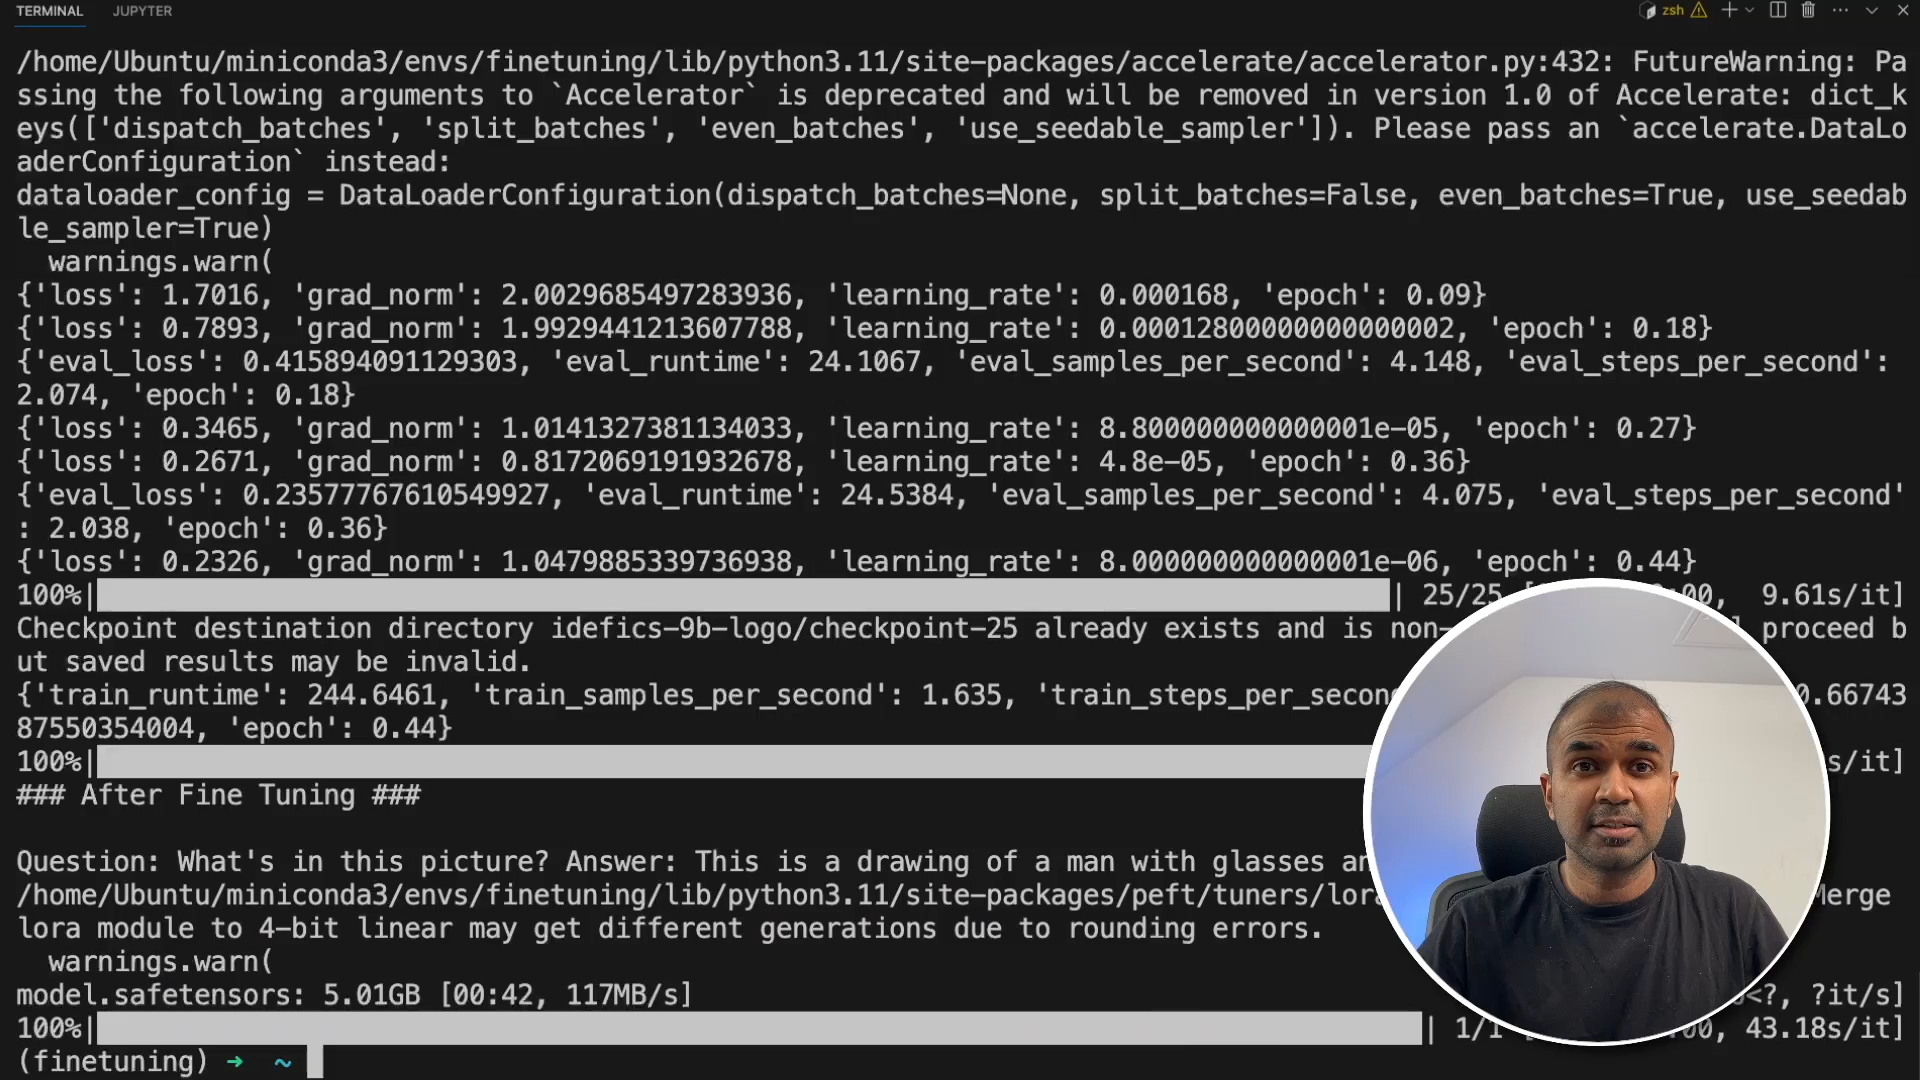 TERMINAL JUPYTER zsh
/home/Ubuntu/miniconda3/envs/finetuning/lib/python3.11/site-packages/accelerate/accelerator.py:432: FutureWarning: Pa
ssing the following arguments to `Accelerator` is deprecated and will be removed in version 1.0 of Accelerate: dict_k
eys(['dispatch_batches', 'split_batches', 'even_batches', 'use_seedable_sampler']). Please pass an `accelerate.DataLo
aderConfiguration` instead:
dataloader_config = DataLoaderConfiguration(dispatch_batches=None, split_batches=False, even_batches=True, use_seedab
le_sampler=True)
  warnings.warn(
{'loss': 1.7016, 'grad_norm': 2.0029685497283936, 'learning_rate': 0.000168, 'epoch': 0.09}
{'loss': 0.7893, 'grad_norm': 1.9929441213607788, 'learning_rate': 0.00012800000000000002, 'epoch': 0.18}
{'eval_loss': 0.415894091129303, 'eval_runtime': 24.1067, 'eval_samples_per_second': 4.148, 'eval_steps_per_second':
2.074, 'epoch': 0.18}
{'loss': 0.3465, 'grad_norm': 1.0141327381134033, 'learning_rate': 8.800000000000001e-05, 'epoch': 0.27}
{'loss': 0.2671, 'grad_norm': 0.8172069191932678, 'learning_rate': 4.8e-05, 'epoch': 0.36}
{'eval_loss': 0.23577767610549927, 'eval_runtime': 24.5384, 'eval_samples_per_second': 4.075, 'eval_steps_per_second'
: 2.038, 'epoch': 0.36}
{'loss': 0.2326, 'grad_norm': 1.0479885339736938, 'learning_rate': 8.000000000000001e-06, 'epoch': 0.44}
100%| | 25/25 [ 00, 9.61s/it]
Checkpoint destination directory idefics-9b-logo/checkpoint-25 already exists and is non- proceed b
ut saved results may be invalid.
{'train_runtime': 244.6461, 'train_samples_per_second': 1.635, 'train_steps_per_secon 0.66743
87550354004, 'epoch': 0.44}
100%| s/it]
### After Fine Tuning ###
Question: What's in this picture? Answer: This is a drawing of a man with glasses an
/home/Ubuntu/miniconda3/envs/finetuning/lib/python3.11/site-packages/peft/tuners/lora Merge
lora module to 4-bit linear may get different generations due to rounding errors.
  warnings.warn(
model.safetensors: 5.01GB [00:42, 117MB/s] <?, ?it/s]
100%| | 1/1 [ 00, 43.18s/it]
(finetuning) ➜ ~